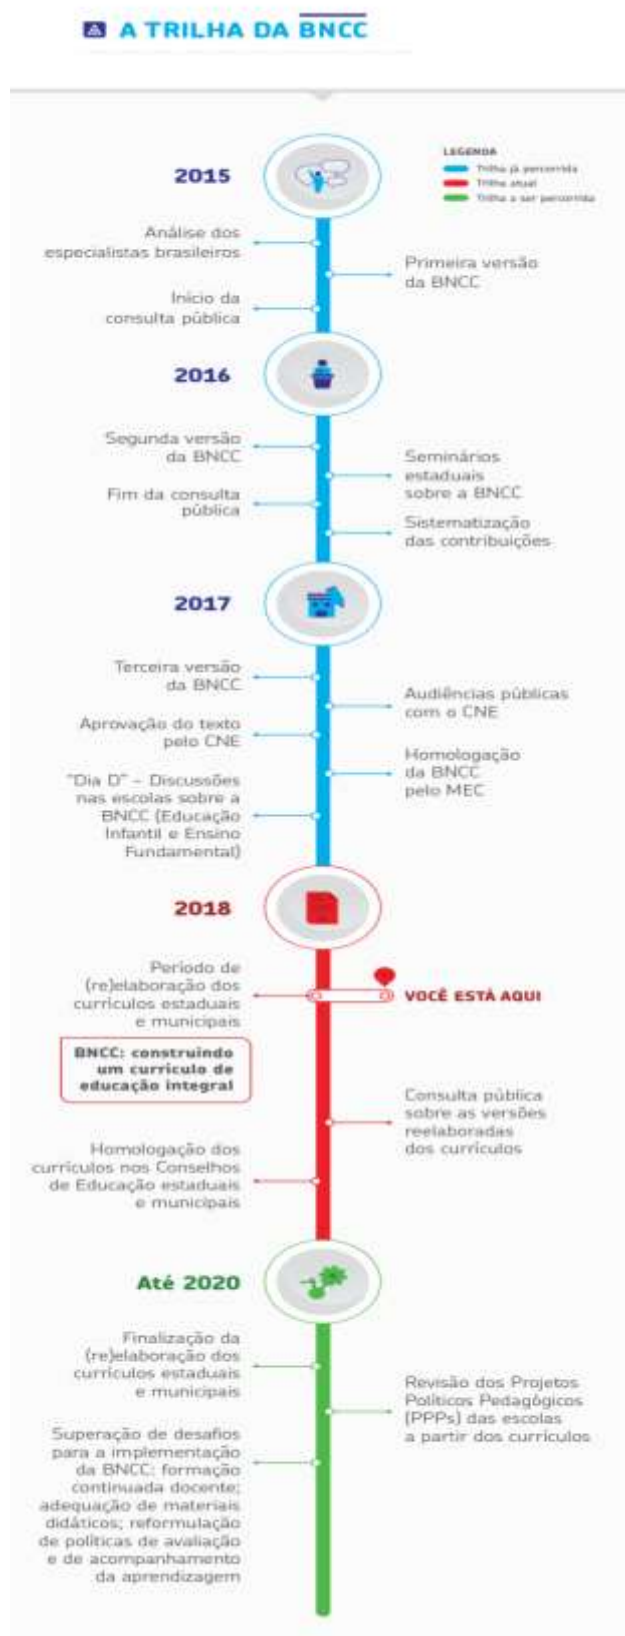 A TRILHA DA BNCC
LEGENDA
Trilha já percorrida
Trilha atual
Trilha a ser percorrida
2015
Análise dos
especialistas brasileiros
Primeira versão
da BNCC
Início da
consulta pública
2016
Segunda versão
da BNCC
Seminários
estaduais
sobre a BNCC
Fim da consulta
pública
Sistematização
das contribuições
2017
Terceira versão
da BNCC
Audiências públicas
com o CNE
Aprovação do texto
pelo CNE
Homologação
da BNCC
pelo MEC
"Dia D" – Discussões
nas escolas sobre a
BNCC (Educação
Infantil e Ensino
Fundamental)
2018
Período de
(re)elaboração dos
currículos estaduais
e municipais
VOCÊ ESTÁ AQUI
BNCC: construindo
um currículo de
educação integral
Consulta pública
sobre as versões
reelaboradas
dos currículos
Homologação dos
currículos nos Conselhos
de Educação estaduais
e municipais
Até 2020
Finalização da
(re)elaboração dos
currículos estaduais
e municipais
Revisão dos Projetos
Políticos Pedagógicos
(PPPs) das escolas
a partir dos currículos
Superação de desafios
para a implementação
da BNCC: formação
continuada docente;
adequação de materiais
didáticos; reformulação
de políticas de avaliação
e de acompanhamento
da aprendizagem